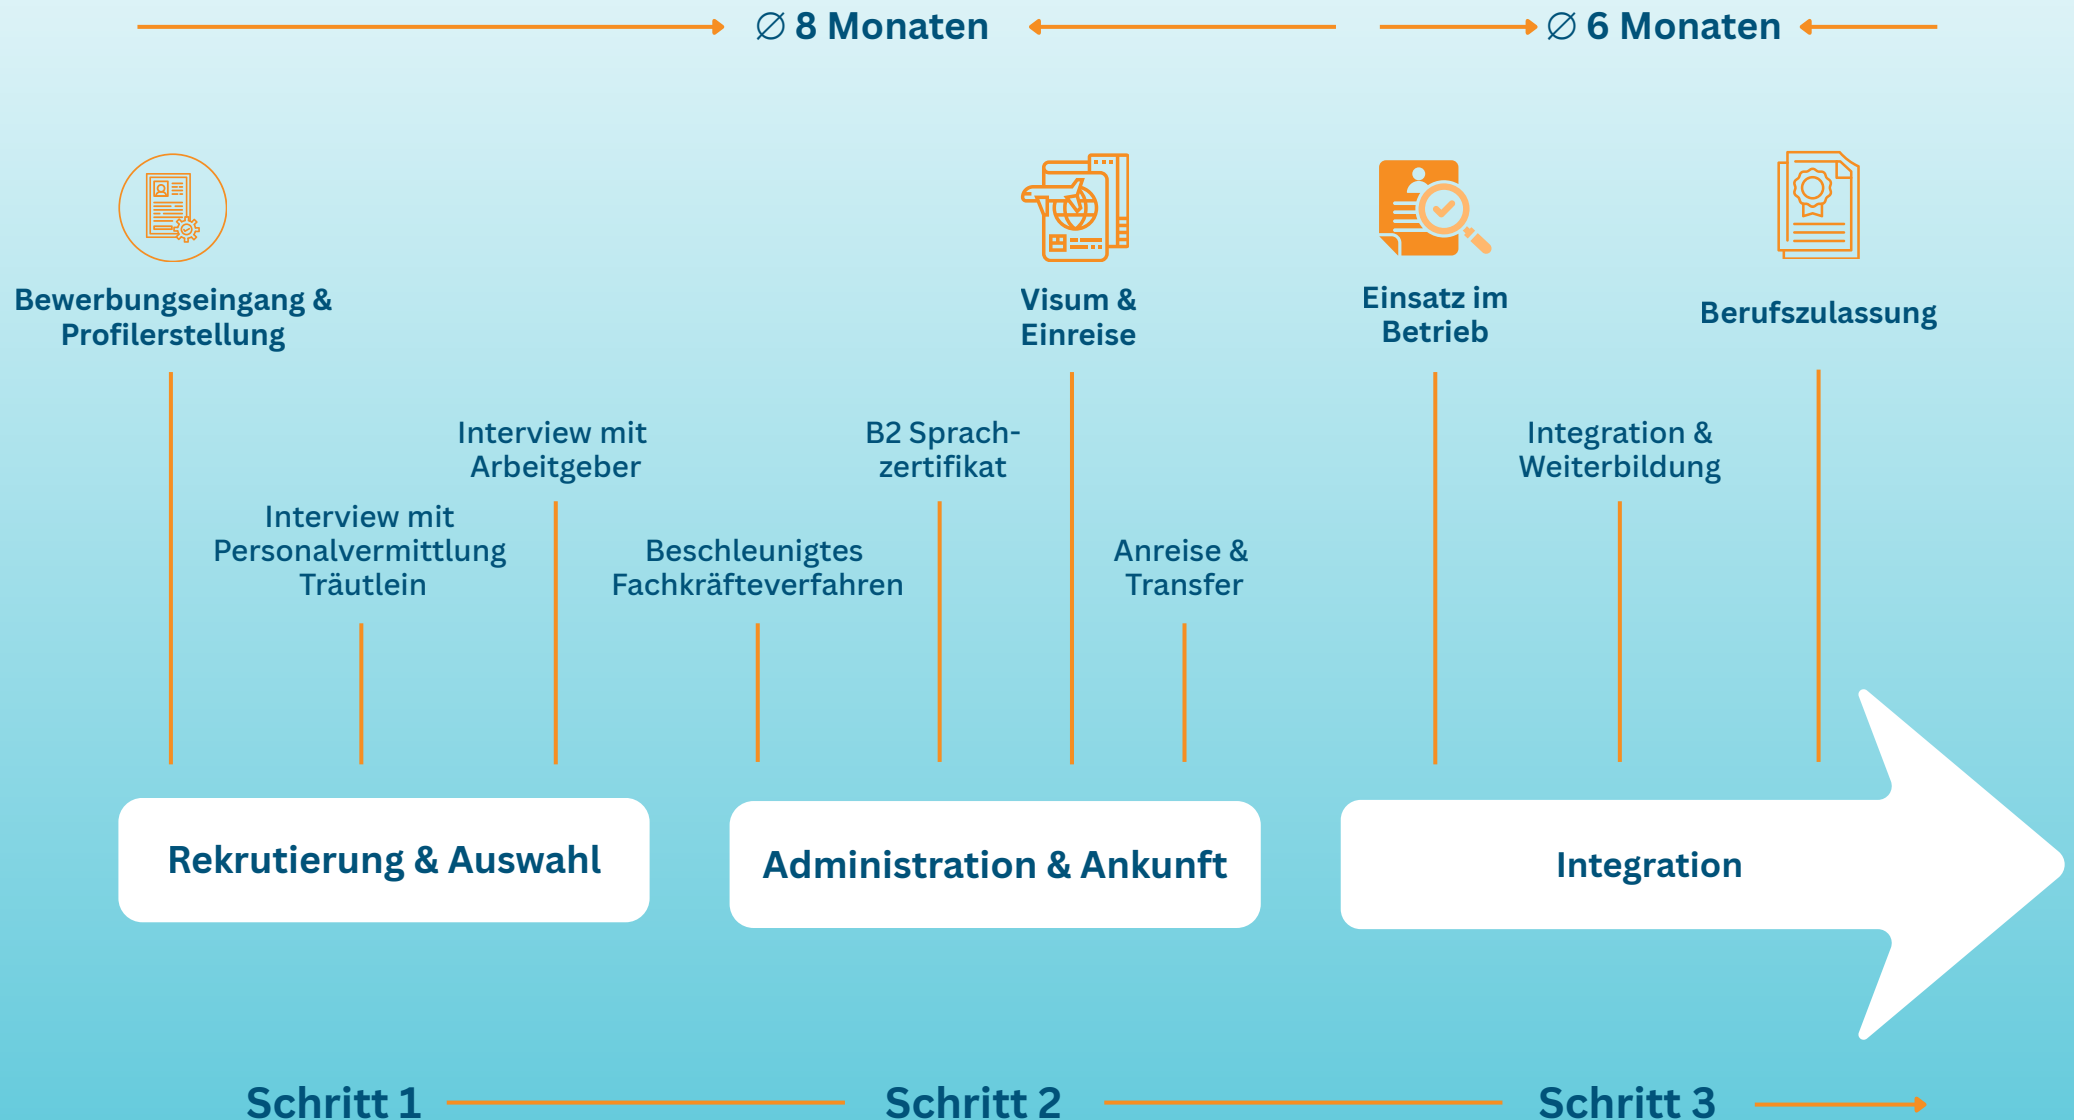 ∅ 8 Monaten
∅ 6 Monaten
Bewerbungseingang &
Profilerstellung
Visum &
Einreise
Einsatz im
Betrieb
Berufszulassung
Interview mit
Arbeitgeber
B2 Sprach-
zertifikat
Integration &
Weiterbildung
Interview mit
Personalvermittlung
Träutlein
Beschleunigtes
Fachkräfteverfahren
Anreise &
Transfer
Rekrutierung & Auswahl
Administration & Ankunft
Integration
Schritt 1
Schritt 2
Schritt 3